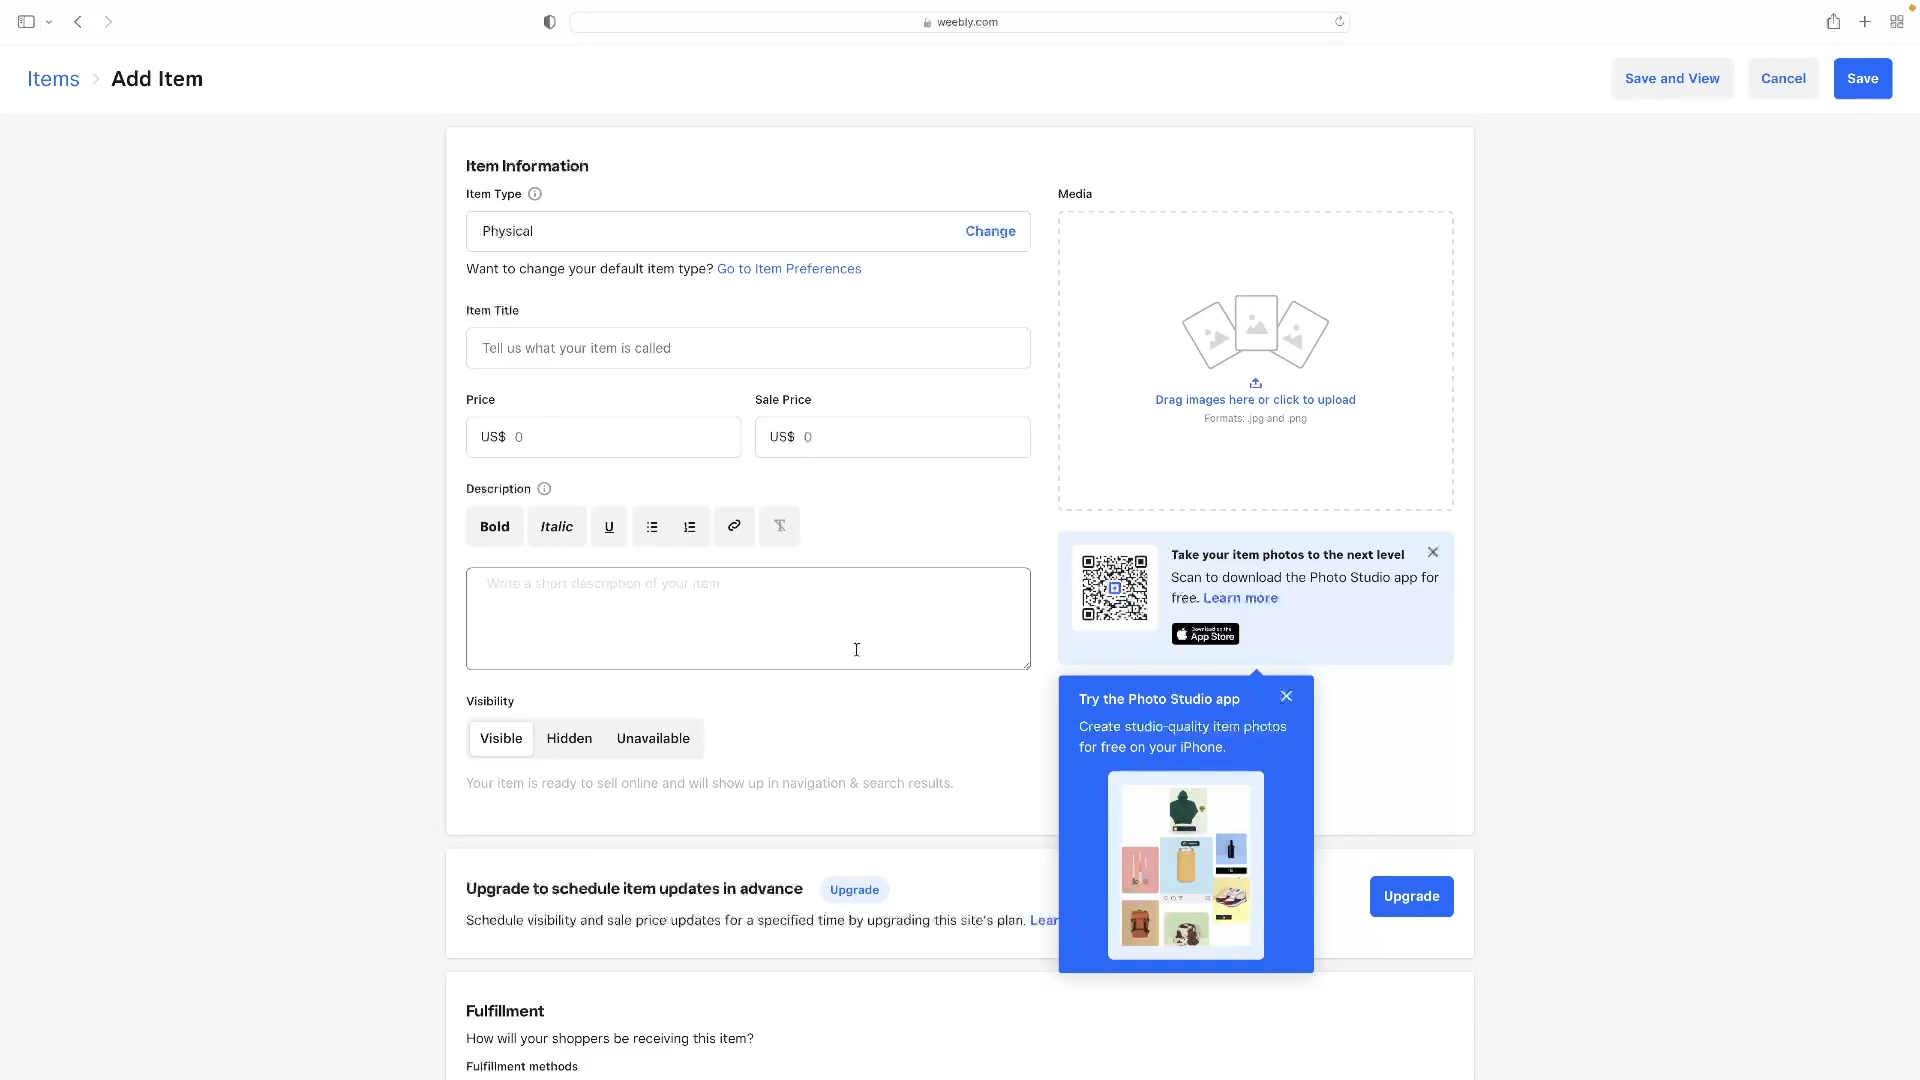 weebly.com
Items > Add Item
Save and View
Cancel
Save
Item Information
Item Type
Physical
Change
Want to change your default item type? Go to Item Preferences
Item Title
Tell us what your item is called
Price
Sale Price
US$ 0
US$ 0
Description
Bold
Italic
U
Write a short description of your item
Visibility
Visible
Hidden
Unavailable
Your item is ready to sell online and will show up in navigation & search results.
Media
Drag images here or click to upload
Formats: .jpg and .png
Take your item photos to the next level
Scan to download the Photo Studio app for
free. Learn more
Download on the
App Store
Try the Photo Studio app
Create studio-quality item photos
for free on your iPhone.
Upgrade to schedule item updates in advance
Upgrade
Schedule visibility and sale price updates for a specified time by upgrading this site's plan. Lear
Upgrade
Fulfillment
How will your shoppers be receiving this item?
Fulfillment methods